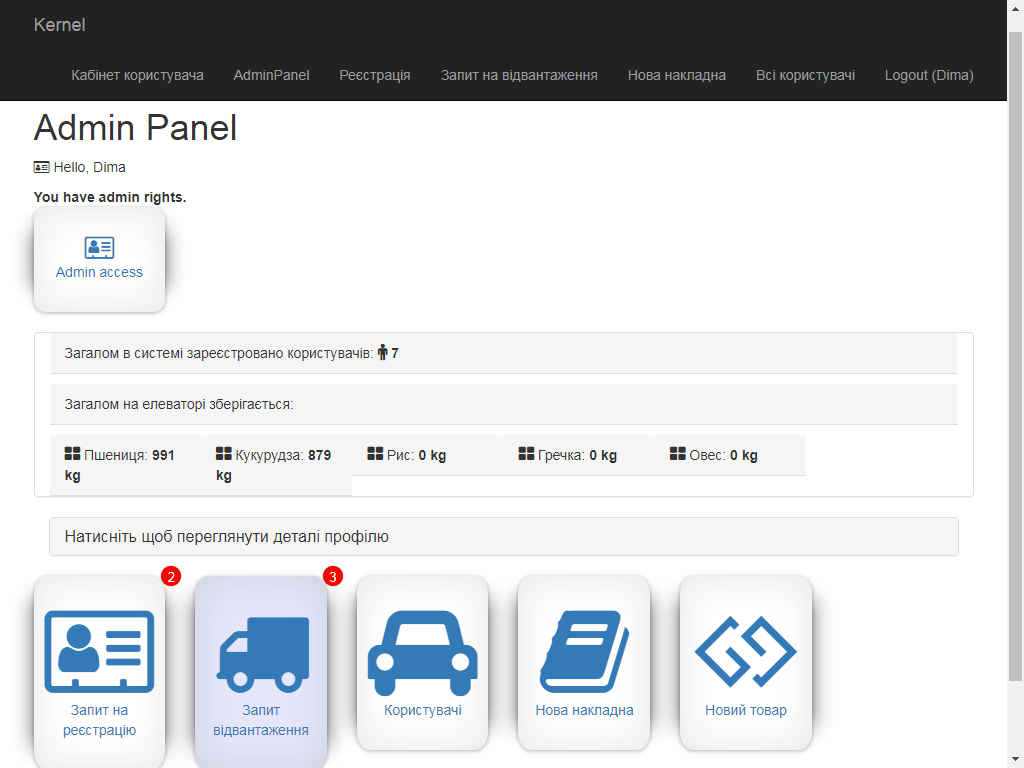 Kernel
Кабінет користувача AdminPanel Реєстрація Запит на відвантаження Нова накладна Всі користувачі Logout (Dima)
Admin Panel
Hello, Dima
You have admin rights.
Admin access
Загалом в системі зареєстровано користувачів: 7
Загалом на елеваторі зберігається:
Пшениця: 991 kg Кукурудза: 879 kg Рис: 0 kg Гречка: 0 kg Овес: 0 kg
Натисніть щоб переглянути деталі профілю
2 3
Запит на реєстрацію Запит відвантаження Користувачі Нова накладна Новий товар